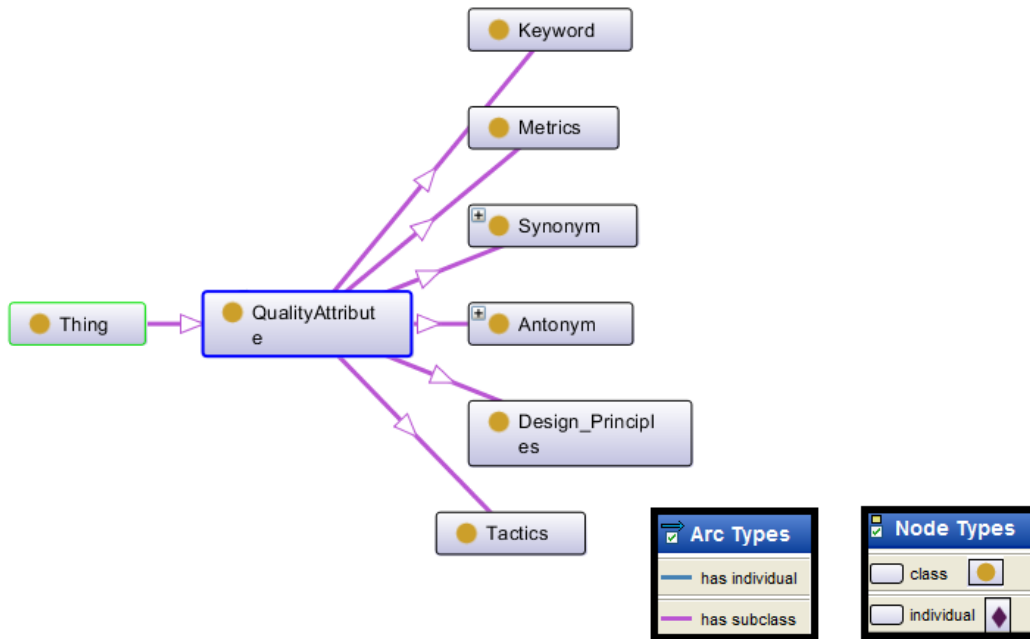 Keyword
Metrics
Synonym
Thing
QualityAttribut
e
Antonym
Design_Principl
es
Tactics
Arc Types
has individual
has subclass
Node Types
class
individual